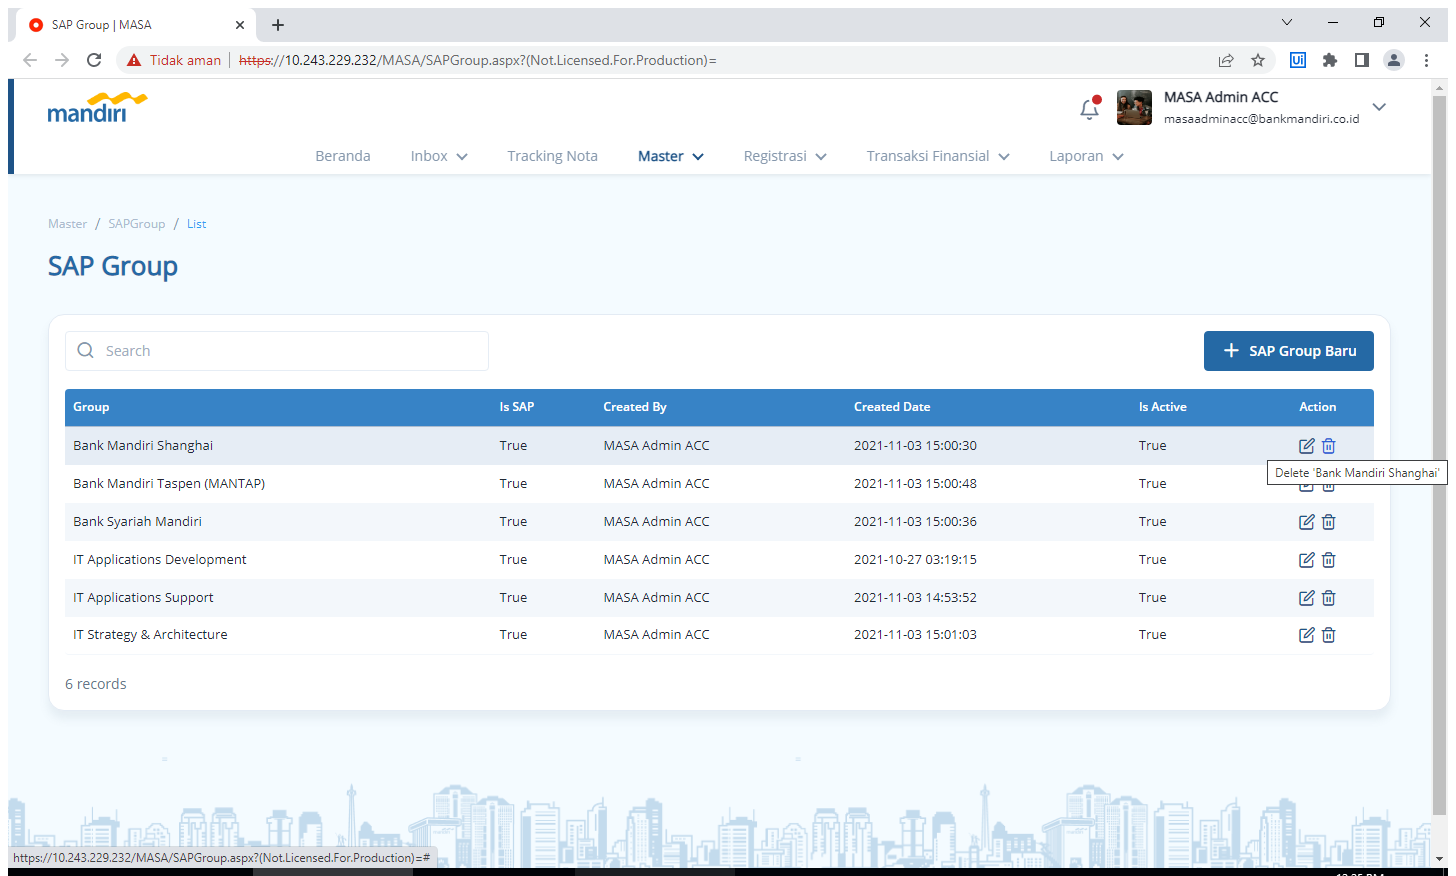 SAP Group | MASA
Tidak aman
https://10.243.229.232/MASA/SAPGroup.aspx?(Not.Licensed.For.Production)=
mandiri
MASA Admin ACC
masaadminacc@bankmandiri.co.id
Beranda Inbox Tracking Nota Master Registrasi Transaksi Finansial Laporan
Master / SAPGroup / List
SAP Group
Search
SAP Group Baru
Group Is SAP Created By Created Date Is Active Action
Bank Mandiri Shanghai True MASA Admin ACC 2021-11-03 15:00:30 True
Delete 'Bank Mandiri Shanghai'
Bank Mandiri Taspen (MANTAP) True MASA Admin ACC 2021-11-03 15:00:48 True
Bank Syariah Mandiri True MASA Admin ACC 2021-11-03 15:00:36 True
IT Applications Development True MASA Admin ACC 2021-10-27 03:19:15 True
IT Applications Support True MASA Admin ACC 2021-11-03 14:53:52 True
IT Strategy & Architecture True MASA Admin ACC 2021-11-03 15:01:03 True
6 records
https://10.243.229.232/MASA/SAPGroup.aspx?(Not.Licensed.For.Production)=#